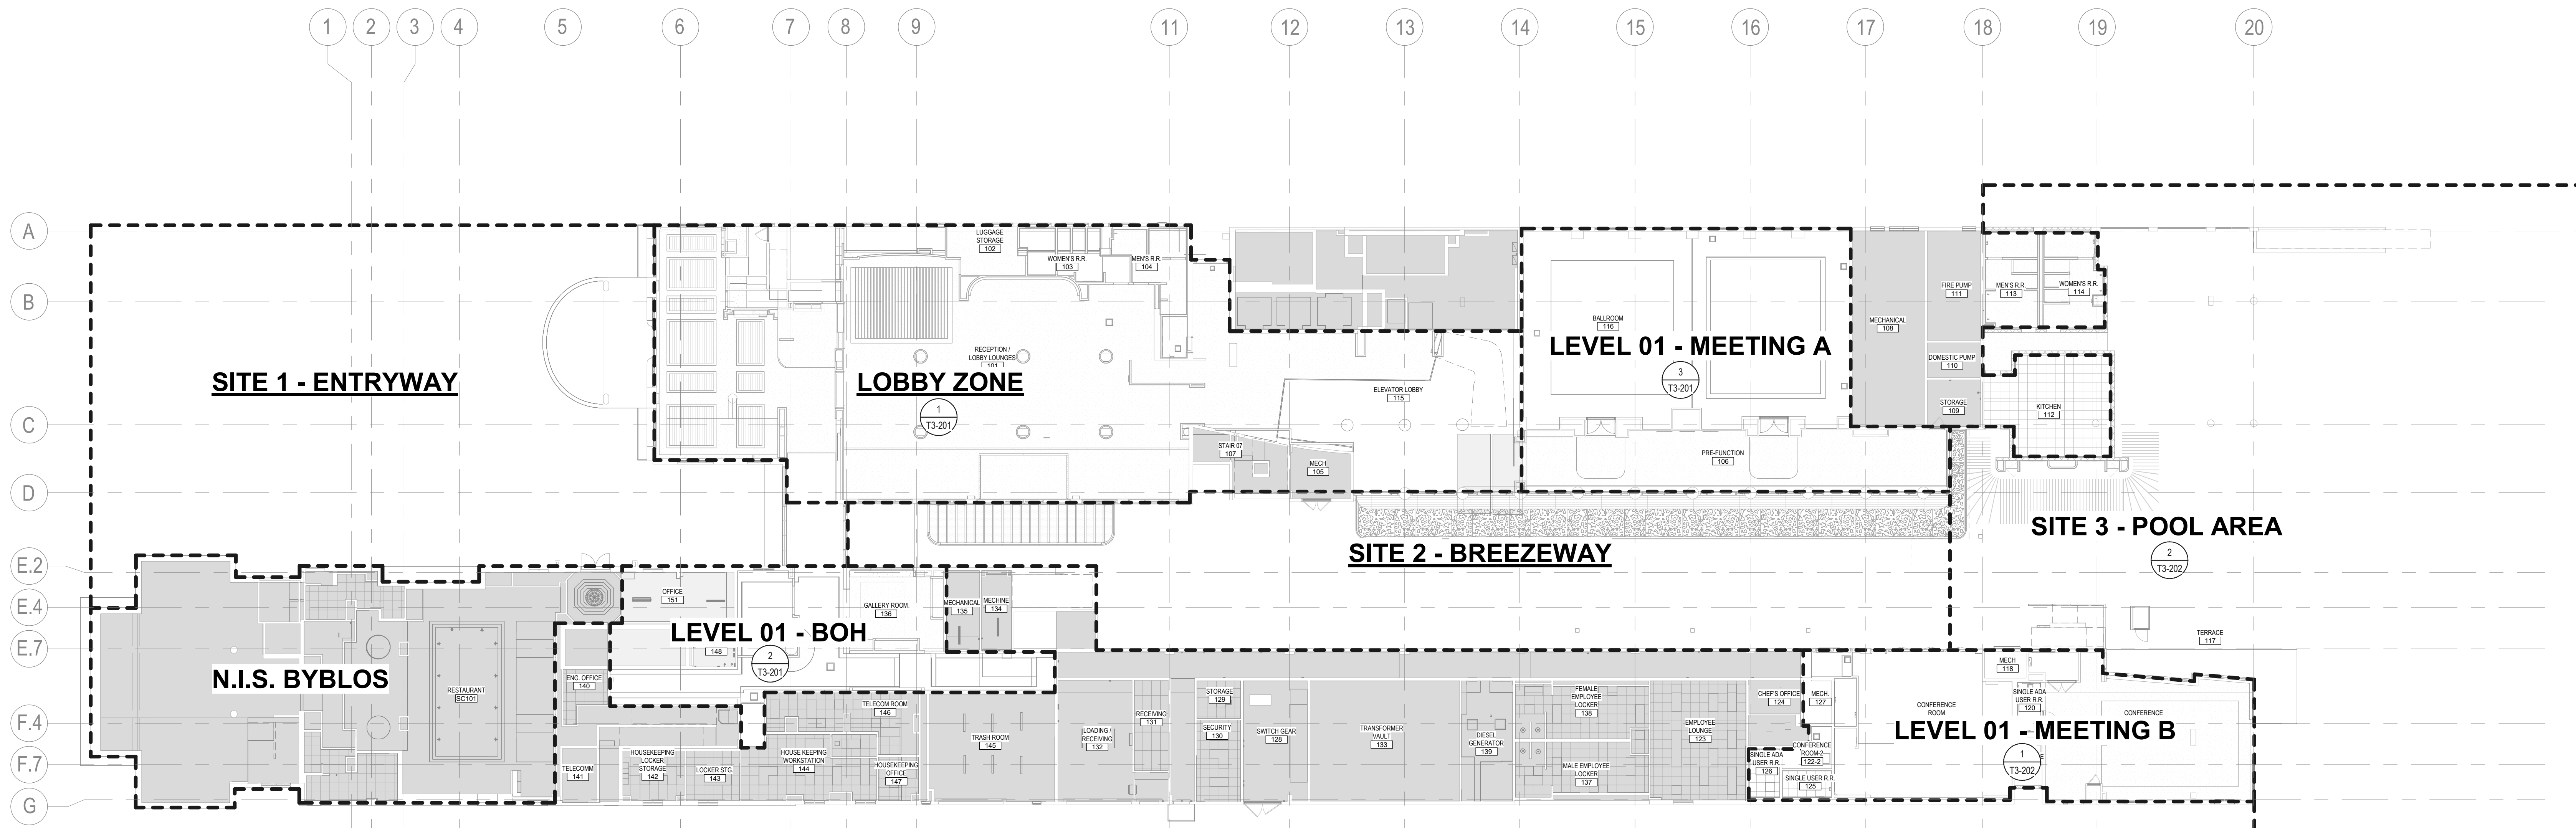 1
2
3
4
5
6
7
8
9
11
12
13
14
15
16
17
18
19
20
A
B
C
D
E.2
E.4
E.7
F.4
F.7
G
SITE 1 - ENTRYWAY
LUGGAGE
STORAGE
102
WOMEN'S R.R.
103
MEN'S R.R.
104
RECEPTION /
LOBBY LOUNGES
101
LOBBY ZONE
1
T3-201
ELEVATOR LOBBY
115
STAIR 07
107
MECH
105
BALLROOM
116
LEVEL 01 - MEETING A
3
T3-201
PRE-FUNCTION
106
MECHANICAL
108
FIRE PUMP
111
DOMESTIC PUMP
110
STORAGE
109
MEN'S R.R.
113
WOMEN'S R.R.
114
KITCHEN
112
SITE 3 - POOL AREA
2
T3-202
SITE 2 - BREEZEWAY
TERRACE
117
N.I.S. BYBLOS
RESTAURANT
SC101
OFFICE
151
GALLERY ROOM
136
MECHANICAL
135
MECHINE
134
LEVEL 01 - BOH
2
T3-201
148
ENG. OFFICE
140
TELECOMM
141
HOUSEKEEPING
LOCKER
STORAGE
142
LOCKER STG.
143
HOUSE KEEPING
WORKSTATION
144
TELECOM ROOM
146
HOUSEKEEPING
OFFICE
147
TRASH ROOM
145
LOADING /
RECEIVING
132
RECEIVING
131
STORAGE
129
SECURITY
130
SWITCH GEAR
128
TRANSFORMER
VAULT
133
DIESEL
GENERATOR
139
FEMALE
EMPLOYEE
LOCKER
138
MALE EMPLOYEE
LOCKER
137
EMPLOYEE
LOUNGE
123
CHEF'S OFFICE
124
MECH.
127
SINGLE ADA
USER R.R.
126
CONFERENCE
ROOM-2
122-2
SINGLE USER R.R.
125
CONFERENCE
ROOM
LEVEL 01 - MEETING B
1
T3-202
MECH
118
SINGLE ADA
USER R.R.
120
CONFERENCE